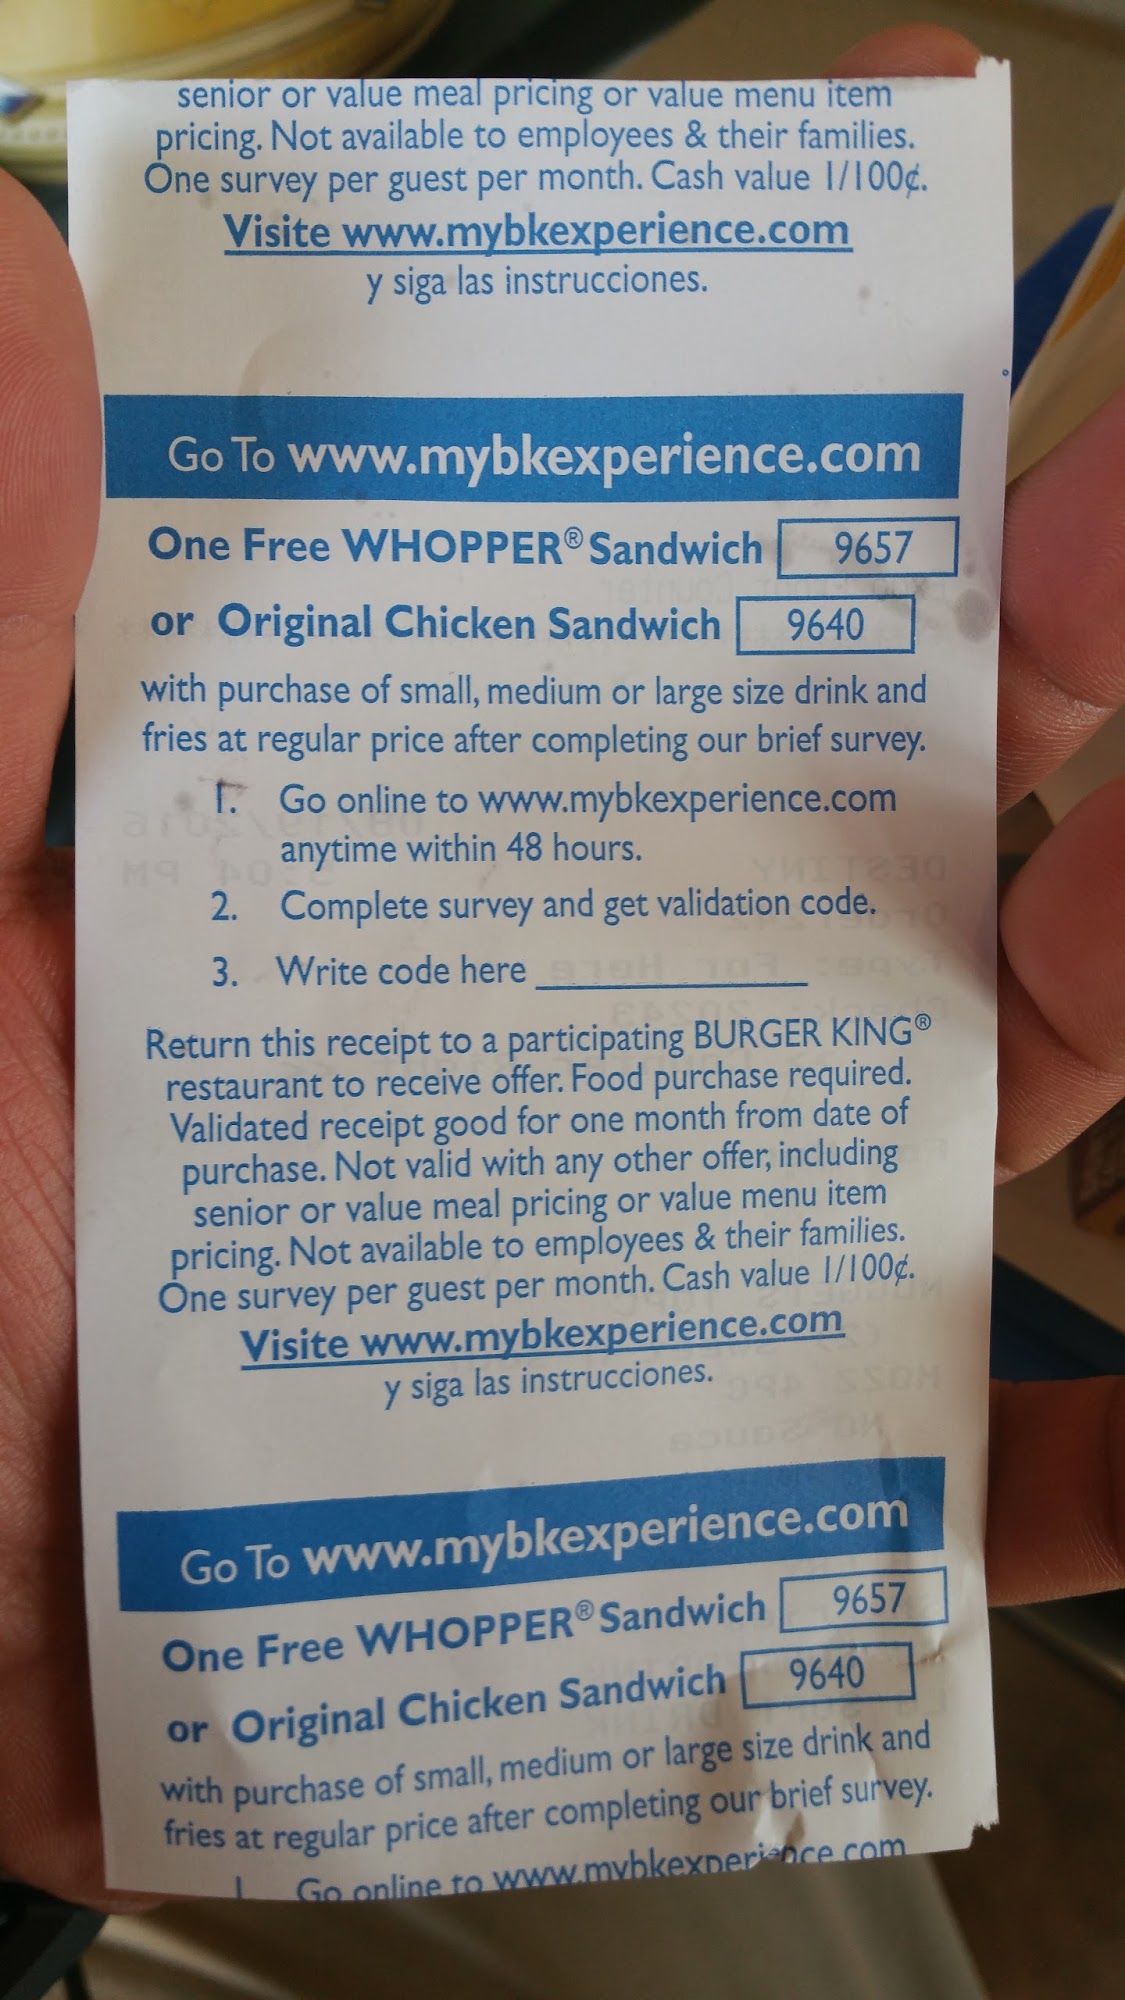 senior or value meal pricing or value menu item
pricing. Not available to employees & their families.
One survey per guest per month. Cash value 1/100¢.
Visite www.mybkexperience.com
y siga las instrucciones.
Go To www.mybkexperience.com
One Free WHOPPER® Sandwich 9657
or Original Chicken Sandwich 9640
with purchase of small, medium or large size drink and
fries at regular price after completing our brief survey.
1. Go online to www.mybkexperience.com
anytime within 48 hours.
2. Complete survey and get validation code.
3. Write code here ____________
Return this receipt to a participating BURGER KING®
restaurant to receive offer. Food purchase required.
Validated receipt good for one month from date of
purchase. Not valid with any other offer, including
senior or value meal pricing or value menu item
pricing. Not available to employees & their families.
One survey per guest per month. Cash value 1/100¢.
Visite www.mybkexperience.com
y siga las instrucciones.
Go To www.mybkexperience.com
One Free WHOPPER® Sandwich 9657
or Original Chicken Sandwich 9640
with purchase of small, medium or large size drink and
fries at regular price after completing our brief survey.
1. Go online to www.mybkexperience.com